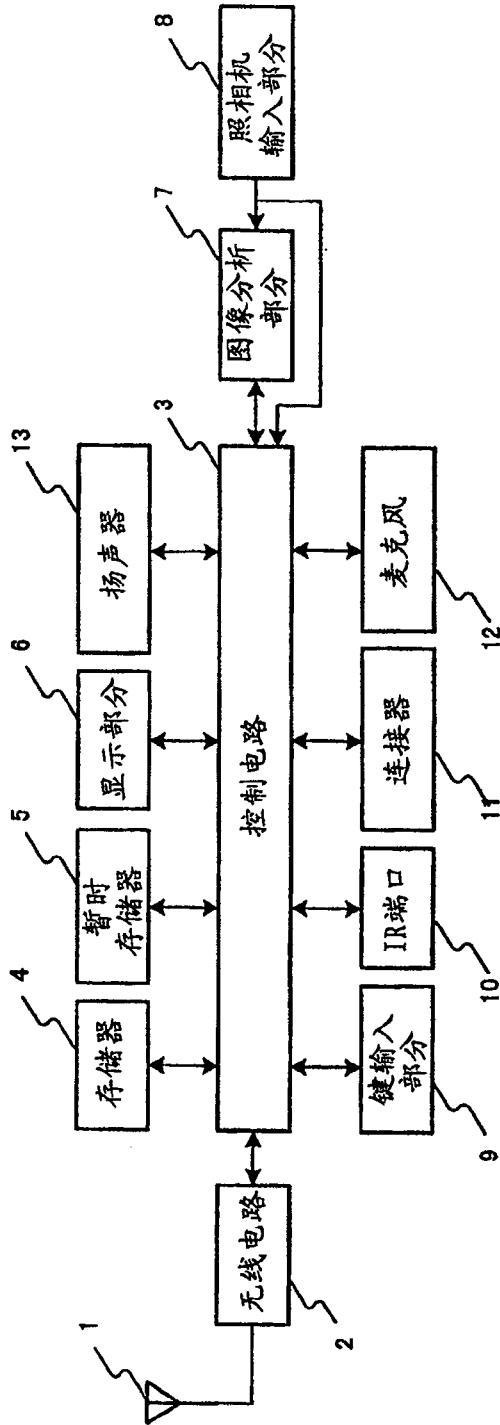 1
无线电路
2
4
存储器
5
暂时
存储器
6
显示部分
13
扬声器
3
控制电路
7
图像分析
部分
8
照相机
输入部分
键输入
部分
9
IR端口
10
连接器
11
麦克风
12